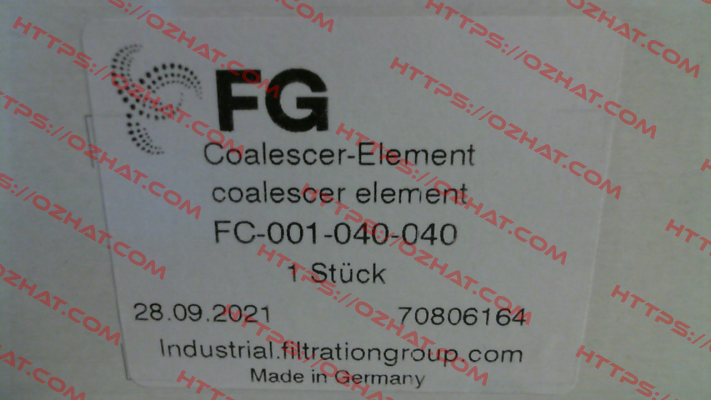 FG
Coalescer-Element
coalescer element
FC-001-040-040
1 Stück
28.09.2021 70806164
Industrial.filtrationgroup.com
Made in Germany
HTTPS://OZHAT.COM